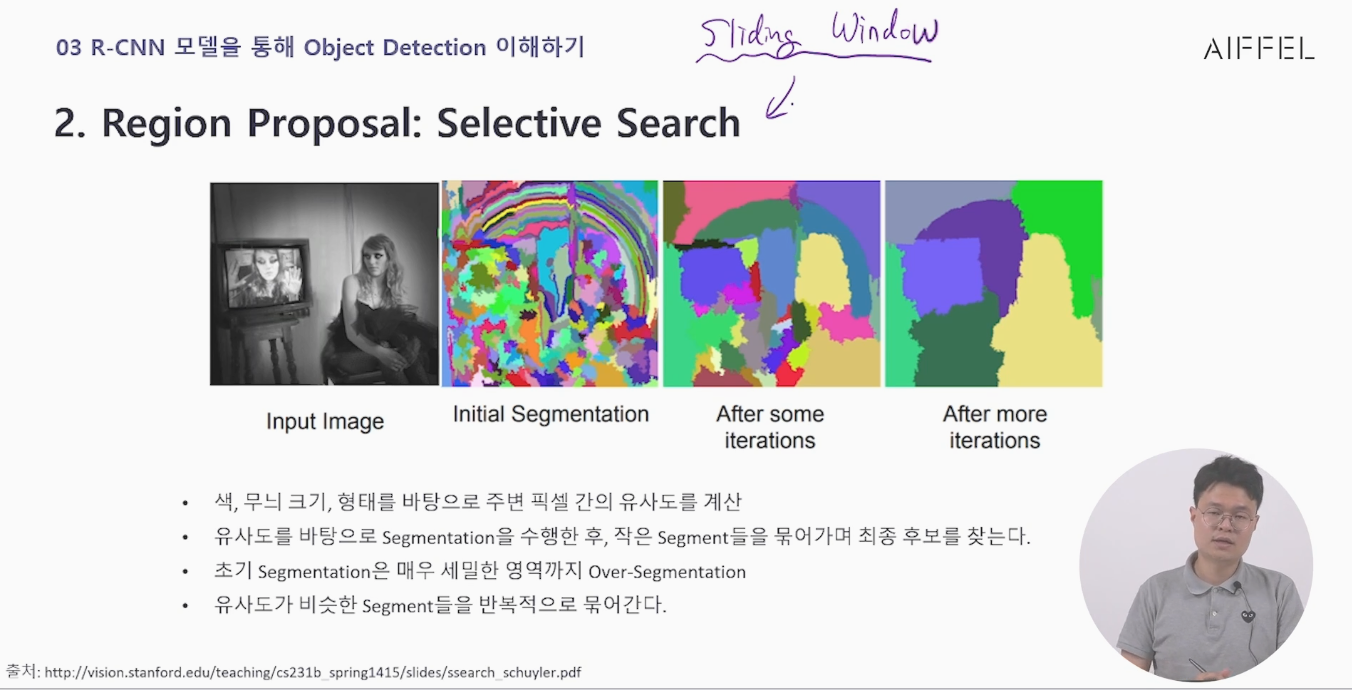 03 R-CNN 모델을 통해 Object Detection 이해하기
Sliding Window
AIFFEL
2. Region Proposal: Selective Search
Input Image
Initial Segmentation
After some
iterations
After more
iterations
• 색, 무늬 크기, 형태를 바탕으로 주변 픽셀 간의 유사도를 계산
• 유사도를 바탕으로 Segmentation을 수행한 후, 작은 Segment들을 묶어가며 최종 후보를 찾는다.
• 초기 Segmentation은 매우 세밀한 영역까지 Over-Segmentation
• 유사도가 비슷한 Segment들을 반복적으로 묶어간다.
출처: http://vision.stanford.edu/teaching/cs231b_spring1415/slides/ssearch_schuyler.pdf